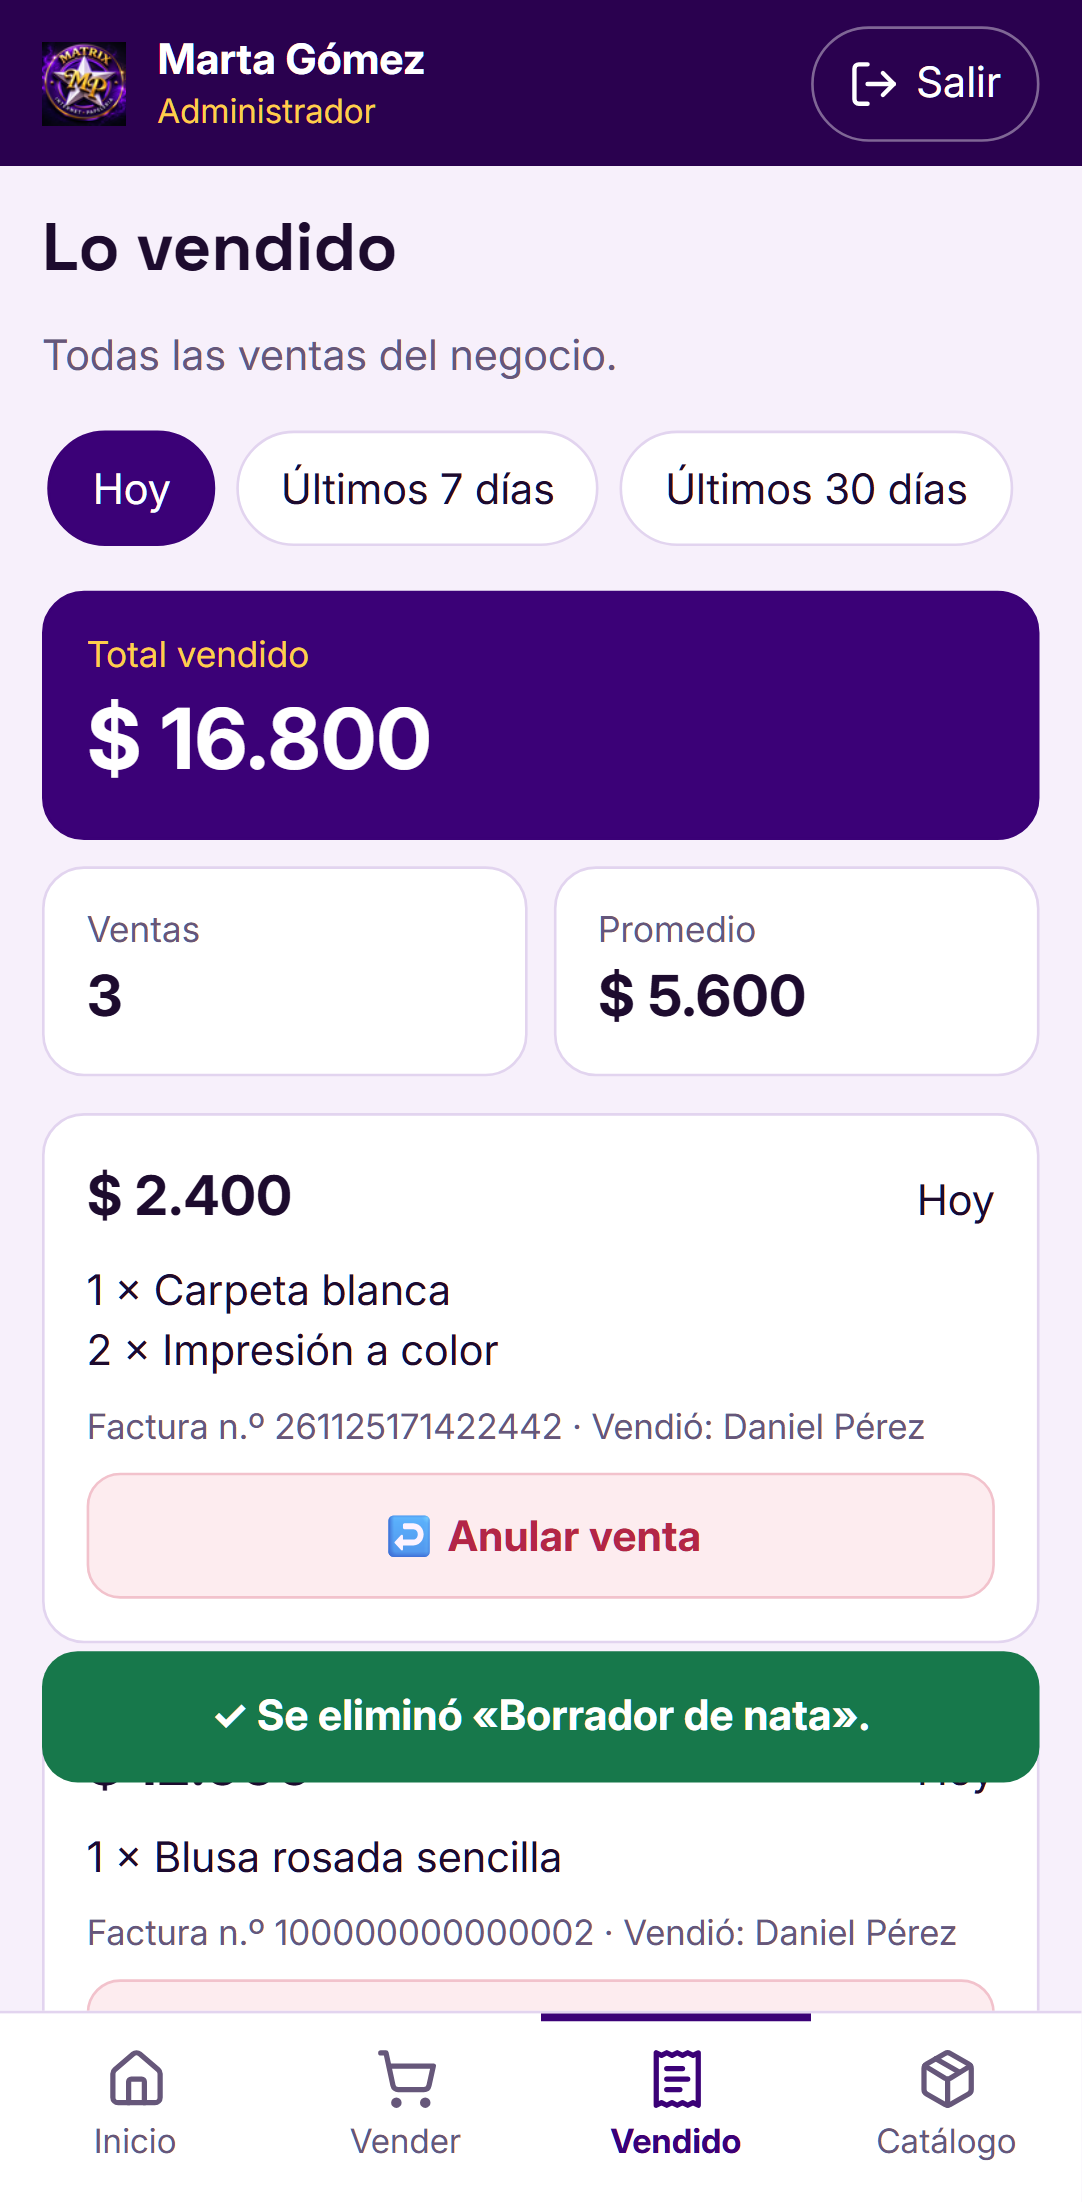 MATRIX
MP
Marta Gómez
Administrador
Salir
Lo vendido
Todas las ventas del negocio.
Hoy
Últimos 7 días
Últimos 30 días
Total vendido
$ 16.800
Ventas
3
Promedio
$ 5.600
$ 2.400
Hoy
1 × Carpeta blanca
2 × Impresión a color
Factura n.º 261125171422442 · Vendió: Daniel Pérez
Anular venta
✓ Se eliminó «Borrador de nata».
Hoy
1 × Blusa rosada sencilla
Factura n.º 100000000000002 · Vendió: Daniel Pérez
Inicio
Vender
Vendido
Catálogo